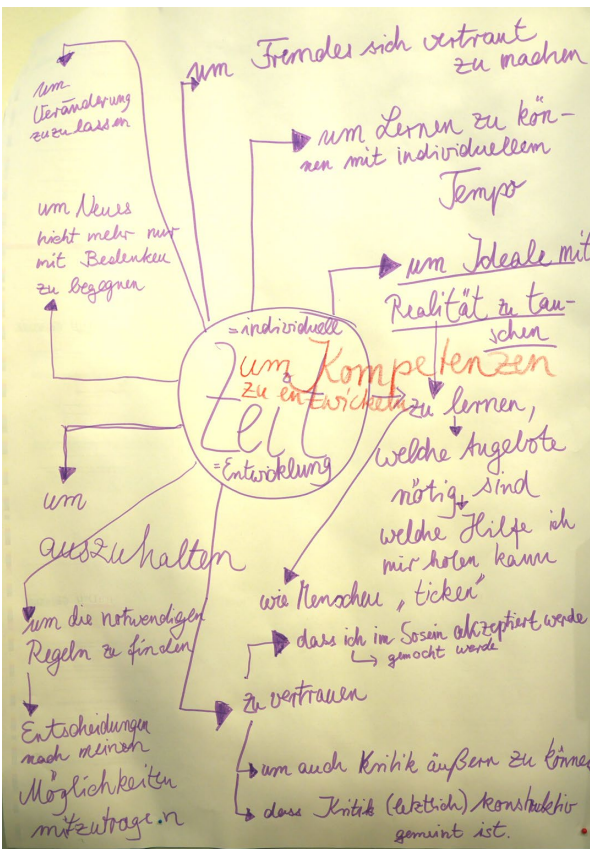 um
Veränderung
zuzulassen
um Fremdes sich vertraut
zu machen
um Lernen zu kön-
nen mit individuellem
Tempo
um Neues
nicht mehr nur
mit Bedenken
zu begegnen
um Ideale mit
Realität zu tau-
schen
= individuell
Zeit
= Entwicklung
um Kompetenzen
zu entwickeln
zu lernen,
welche Angebote
nötig sind
welche Hilfe ich
mir holen kann
wie Menschen "ticken"
um
auszuhalten
um die notwendigen
Regeln zu finden
Entscheidungen
nach meinen
Möglichkeiten
mitzutragen
zu vertrauen
dass ich im Sosein akzeptiert werde
gemocht werde
um auch Kritik äußern zu könne
dass Kritik (letztlich) konstruktiv
gemeint ist.